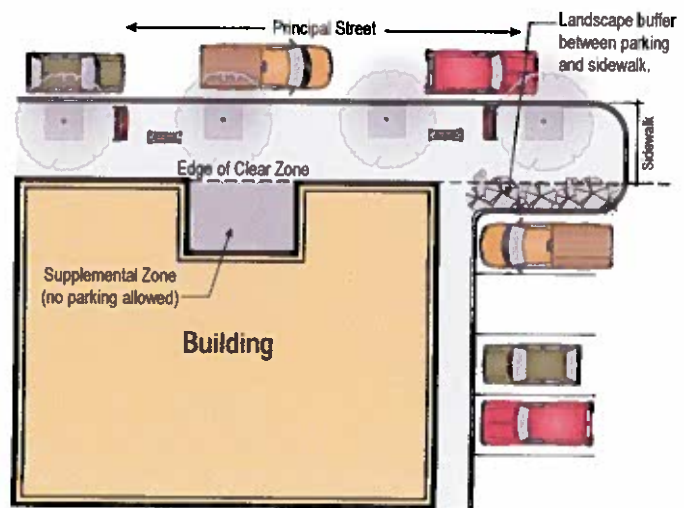 Principal Street
Landscape buffer
between parking
and sidewalk.
Sidewalk
Edge of Clear Zone
Supplemental Zone
(no parking allowed)
Building